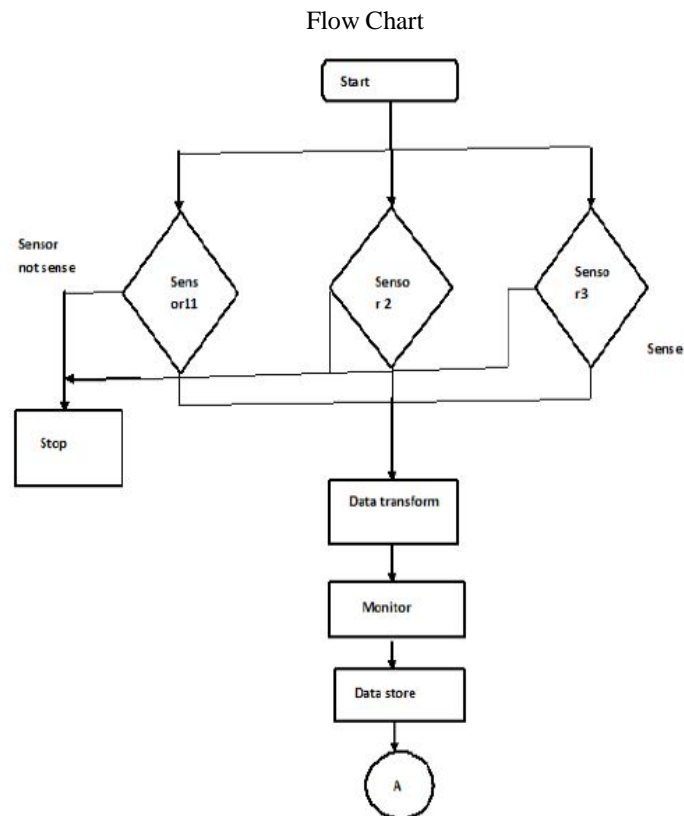 Flow Chart
Start
Sensor
not sense
Sens
or11
Senso
r 2
Senso
r3
Sense
Stop
Data transform
Monitor
Data store
A